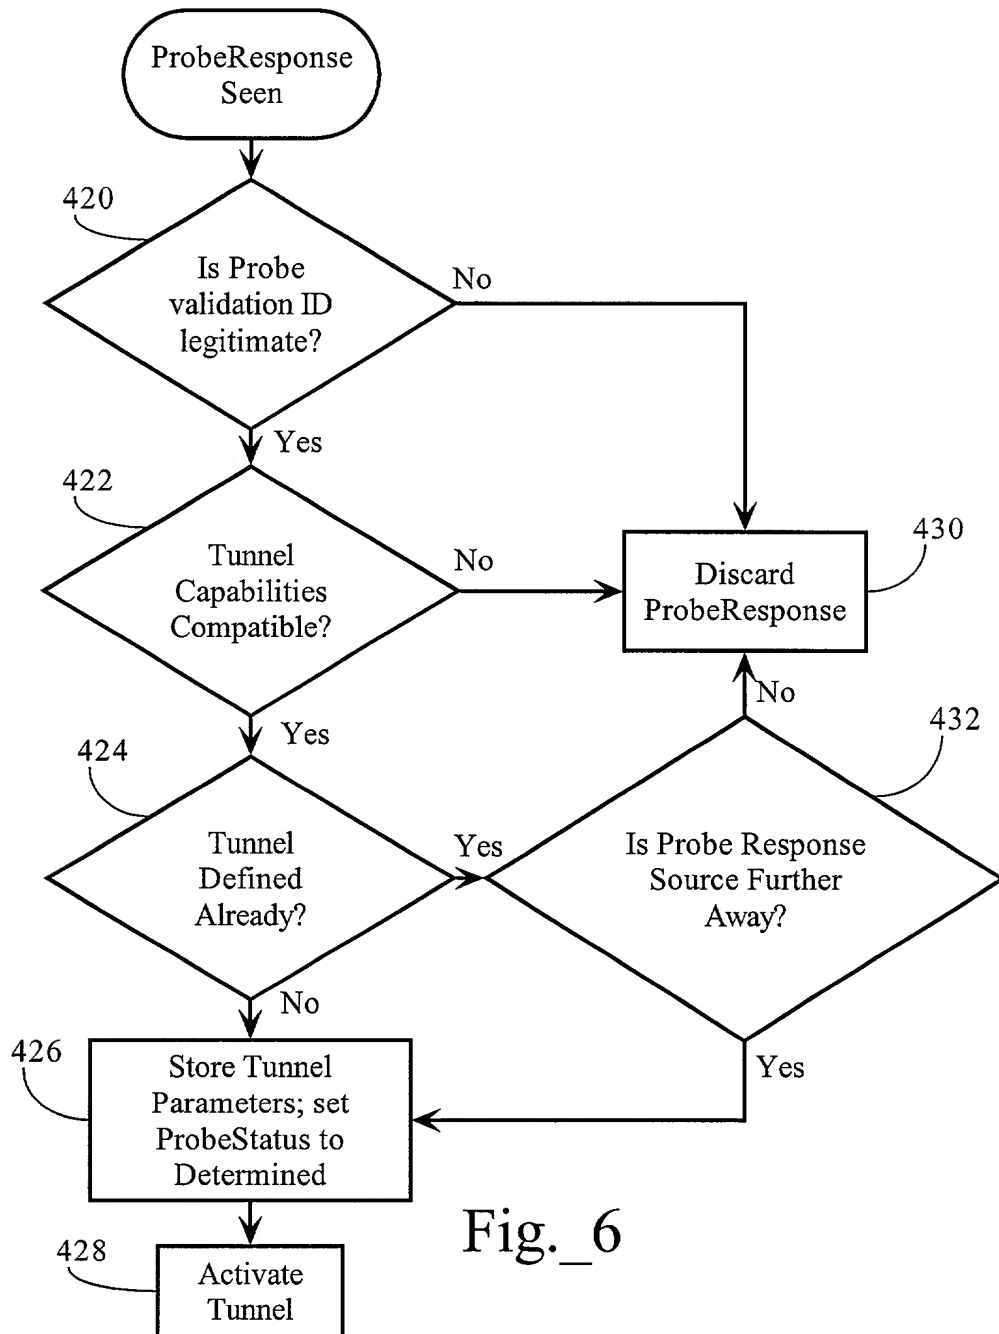 ProbeResponse
Seen
420
Is Probe
validation ID
legitimate?
No
Yes
422
Tunnel
Capabilities
Compatible?
No
Discard
ProbeResponse
430
Yes
No
424
Tunnel
Defined
Already?
Yes
432
Is Probe Response
Source Further
Away?
No
Yes
426
Store Tunnel
Parameters; set
ProbeStatus to
Determined
Fig._6
428
Activate
Tunnel